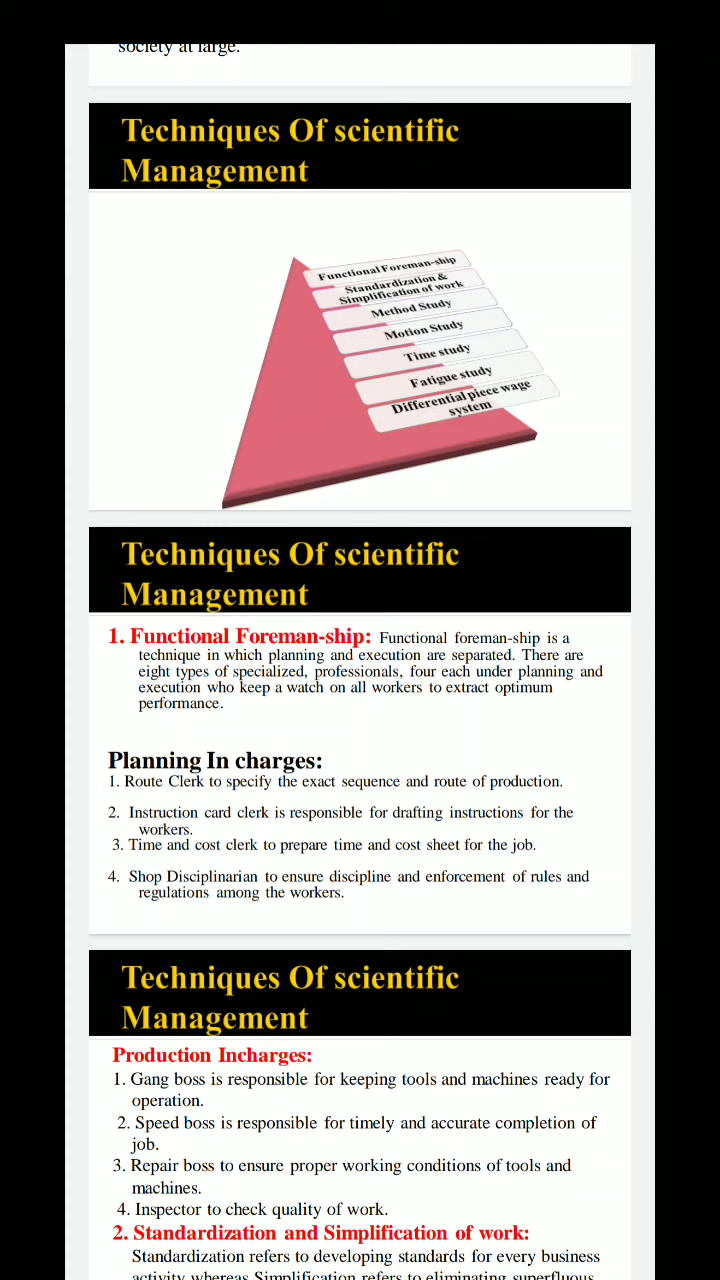 society at large.
Techniques Of scientific
Management
Functional Foreman-ship
Standardization &
Simplification of work
Method Study
Motion Study
Time study
Fatigue study
Differential piece wage
system
Techniques Of scientific
Management
1. Functional Foreman-ship: Functional foreman-ship is a
technique in which planning and execution are separated. There are
eight types of specialized, professionals, four each under planning and
execution who keep a watch on all workers to extract optimum
performance.
Planning In charges:
1. Route Clerk to specify the exact sequence and route of production.
2. Instruction card clerk is responsible for drafting instructions for the
workers.
3. Time and cost clerk to prepare time and cost sheet for the job.
4. Shop Disciplinarian to ensure discipline and enforcement of rules and
regulations among the workers.
Techniques Of scientific
Management
Production Incharges:
1. Gang boss is responsible for keeping tools and machines ready for
operation.
2. Speed boss is responsible for timely and accurate completion of
job.
3. Repair boss to ensure proper working conditions of tools and
machines.
4. Inspector to check quality of work.
2. Standardization and Simplification of work:
Standardization refers to developing standards for every business
activity whereas Simplification refers to eliminating superfluous